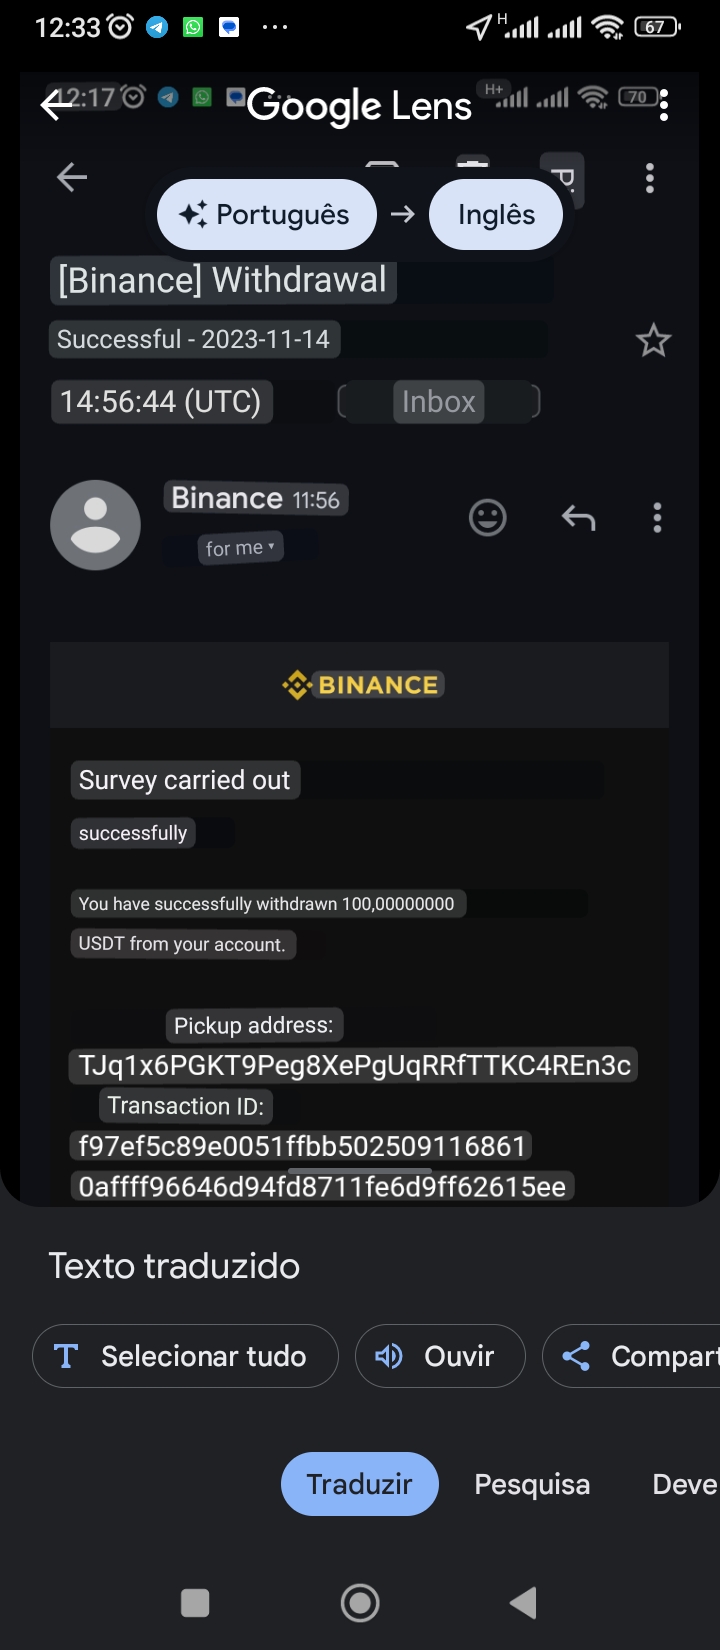 12:33
H
67
12:17
Google Lens
H+
70
Português → Inglês
[Binance] Withdrawal
Successful - 2023-11-14
14:56:44 (UTC)
Inbox
Binance 11:56
for me
BINANCE
Survey carried out
successfully
You have successfully withdrawn 100,00000000
USDT from your account.
Pickup address:
TJq1x6PGKT9Peg8XePgUqRRfTTKC4REn3c
Transaction ID:
f97ef5c89e0051ffbb502509116861
0affff96646d94fd8711fe6d9ff62615ee
Texto traduzido
Selecionar tudo
Ouvir
Compart
Traduzir
Pesquisa
Deve